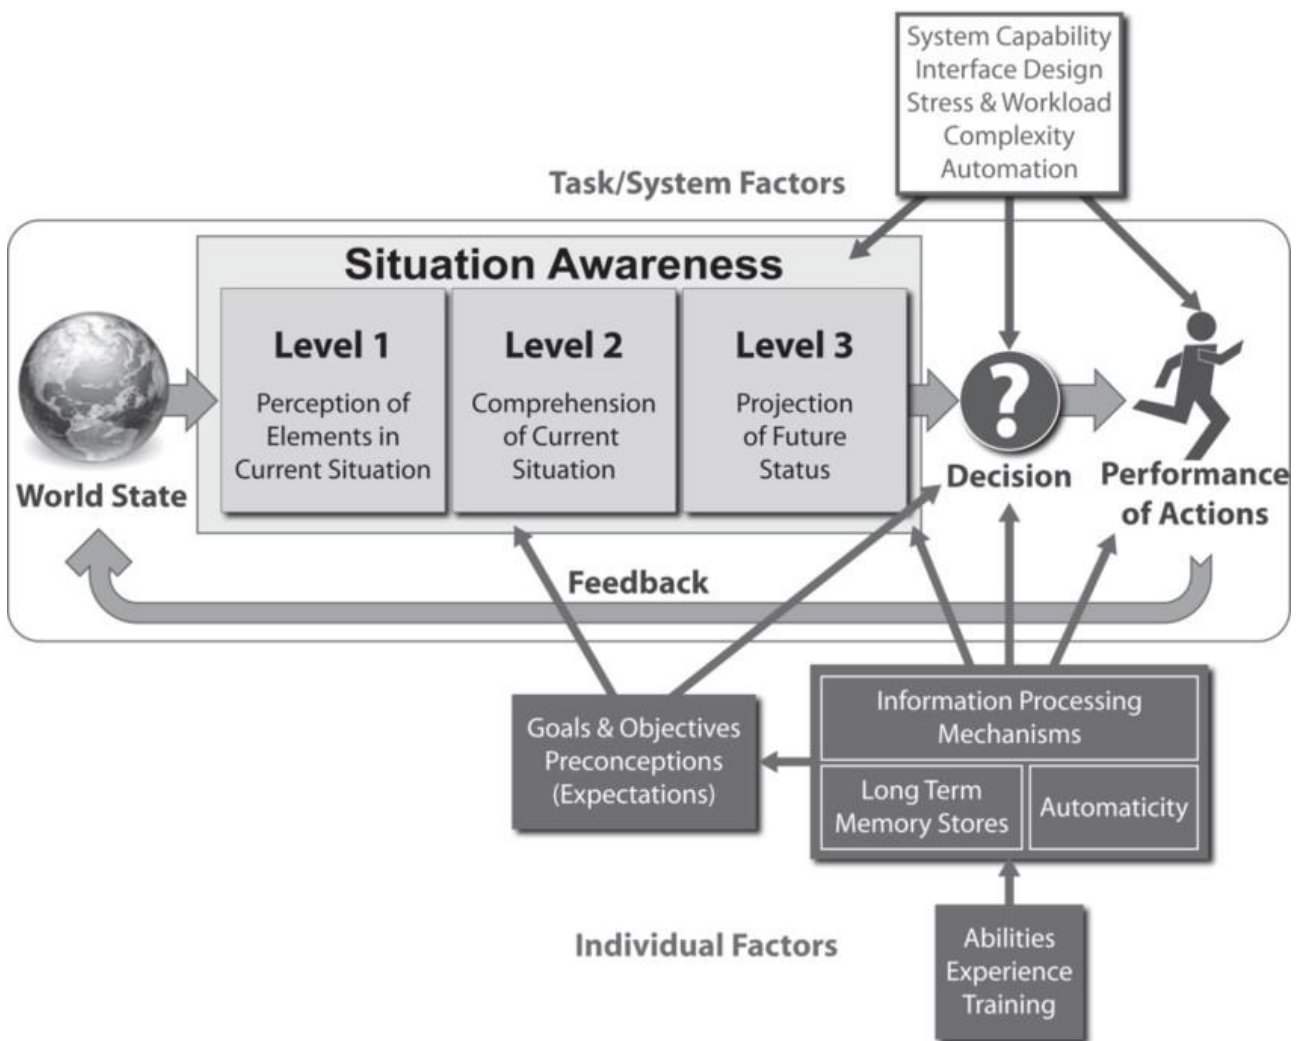 System Capability
Interface Design
Stress & Workload
Complexity
Automation
Task/System Factors
Situation Awareness
Level 1
Perception of
Elements in
Current Situation
Level 2
Comprehension
of Current
Situation
Level 3
Projection
of Future
Status
World State
?
Decision
Performance
of Actions
Feedback
Goals & Objectives
Preconceptions
(Expectations)
Information Processing
Mechanisms
Long Term
Memory Stores
Automaticity
Individual Factors
Abilities
Experience
Training